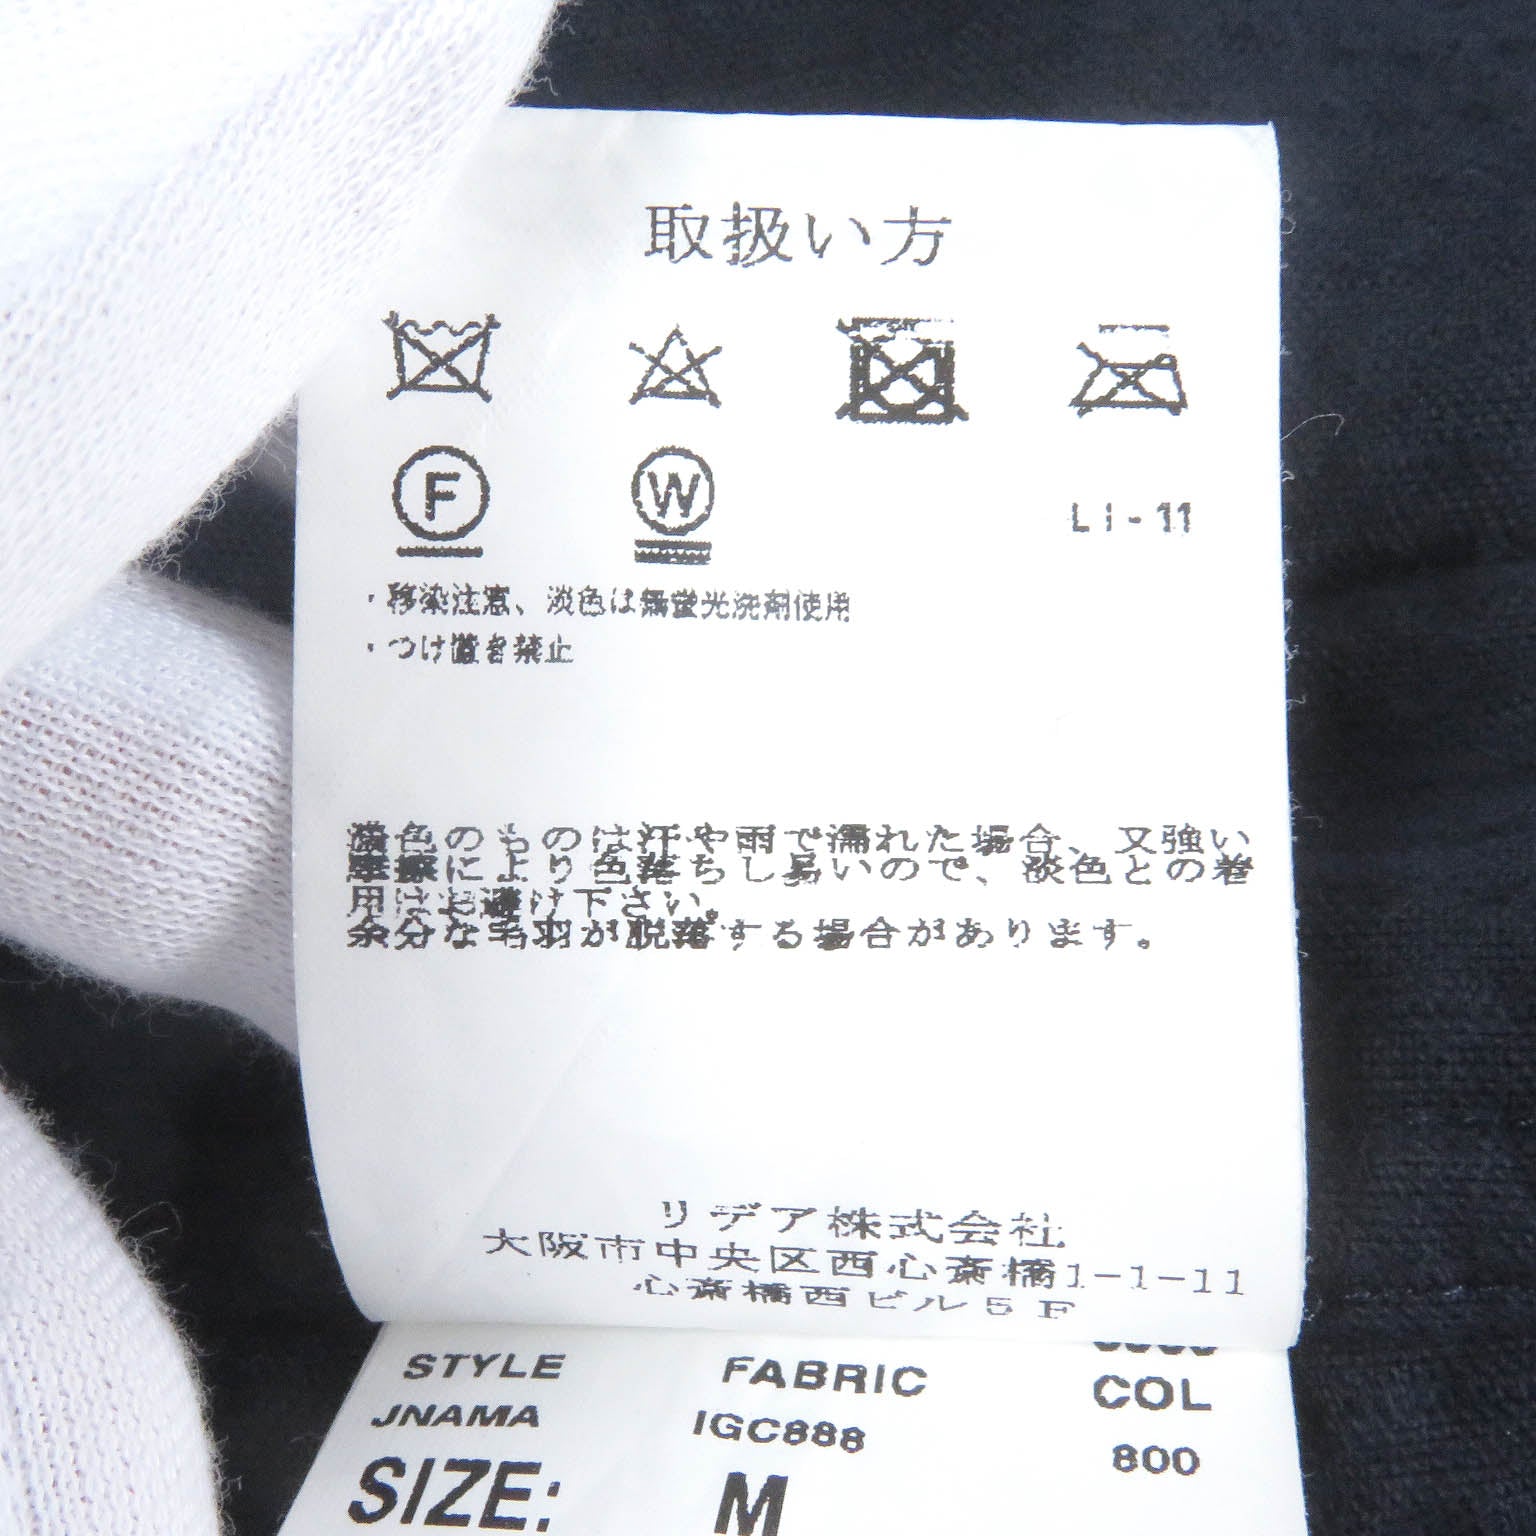 取扱い方
F
W
LI-11
・移染注意、淡色は無蛍光洗剤使用
・つけ置き禁止
濃色のものは汗や雨で濡れた場合、又強い
摩擦により色落ちし易いので、淡色との着
用はお避け下さい。
余分な毛羽が脱落する場合があります。
リデア株式会社
大阪市中央区西心斎橋1-1-11
心斎橋西ビル5F
STYLE FABRIC COL
JNAMA IGC888 800
SIZE: M